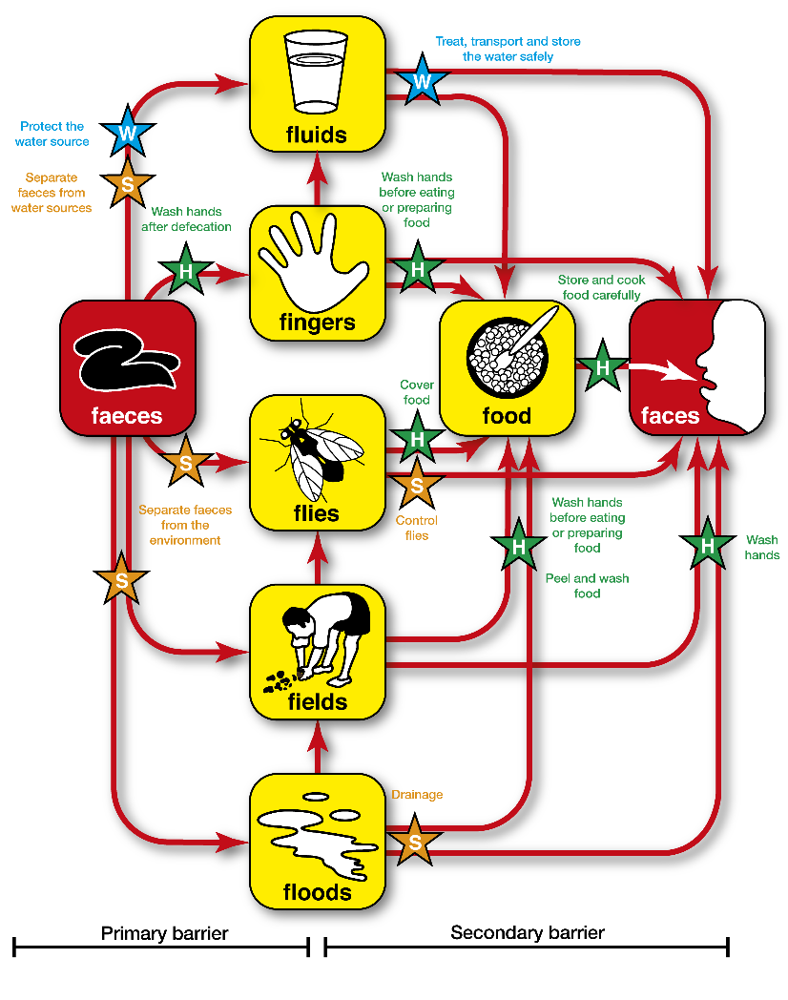 Treat, transport and store
the water safely
W
fluids
W
Protect the
water source
S
Separate
faeces from
water sources
Wash hands
after defecation
H
Wash hands
before eating
or preparing
food
H
fingers
Store and cook
food carefully
H
faeces
food
faces
Cover
food
H
S
Control
flies
S
Separate faeces
from the
environment
flies
S
Wash hands
before eating
or preparing
food
H
Peel and wash
food
H
Wash
hands
fields
Drainage
S
floods
Primary barrier
Secondary barrier